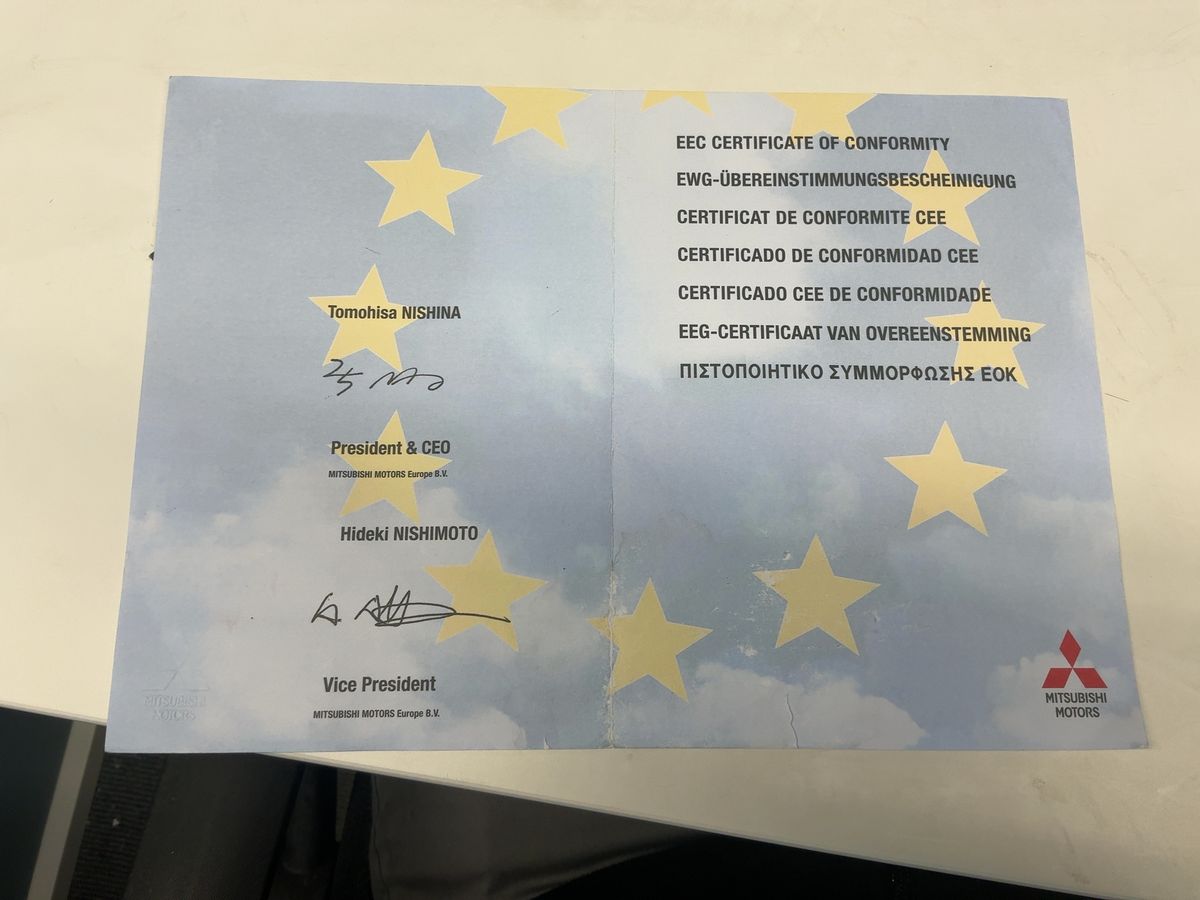 Tomohisa NISHINA
President & CEO
MITSUBISHI MOTORS Europe B.V.
Hideki NISHIMOTO
Vice President
MITSUBISHI MOTORS Europe B.V.
MITSUBISHI
MOTORS
EEC CERTIFICATE OF CONFORMITY
EWG-ÜBEREINSTIMMUNGSBESCHEINIGUNG
CERTIFICAT DE CONFORMITE CEE
CERTIFICADO DE CONFORMIDAD CEE
CERTIFICADO CEE DE CONFORMIDADE
EEG-CERTIFICAAT VAN OVEREENSTEMMING
ΠΙΣΤΟΠΟΙΗΤΙΚΟ ΣΥΜΜΟΡΦΩΣΗΣ ΕΟΚ
MITSUBISHI
MOTORS